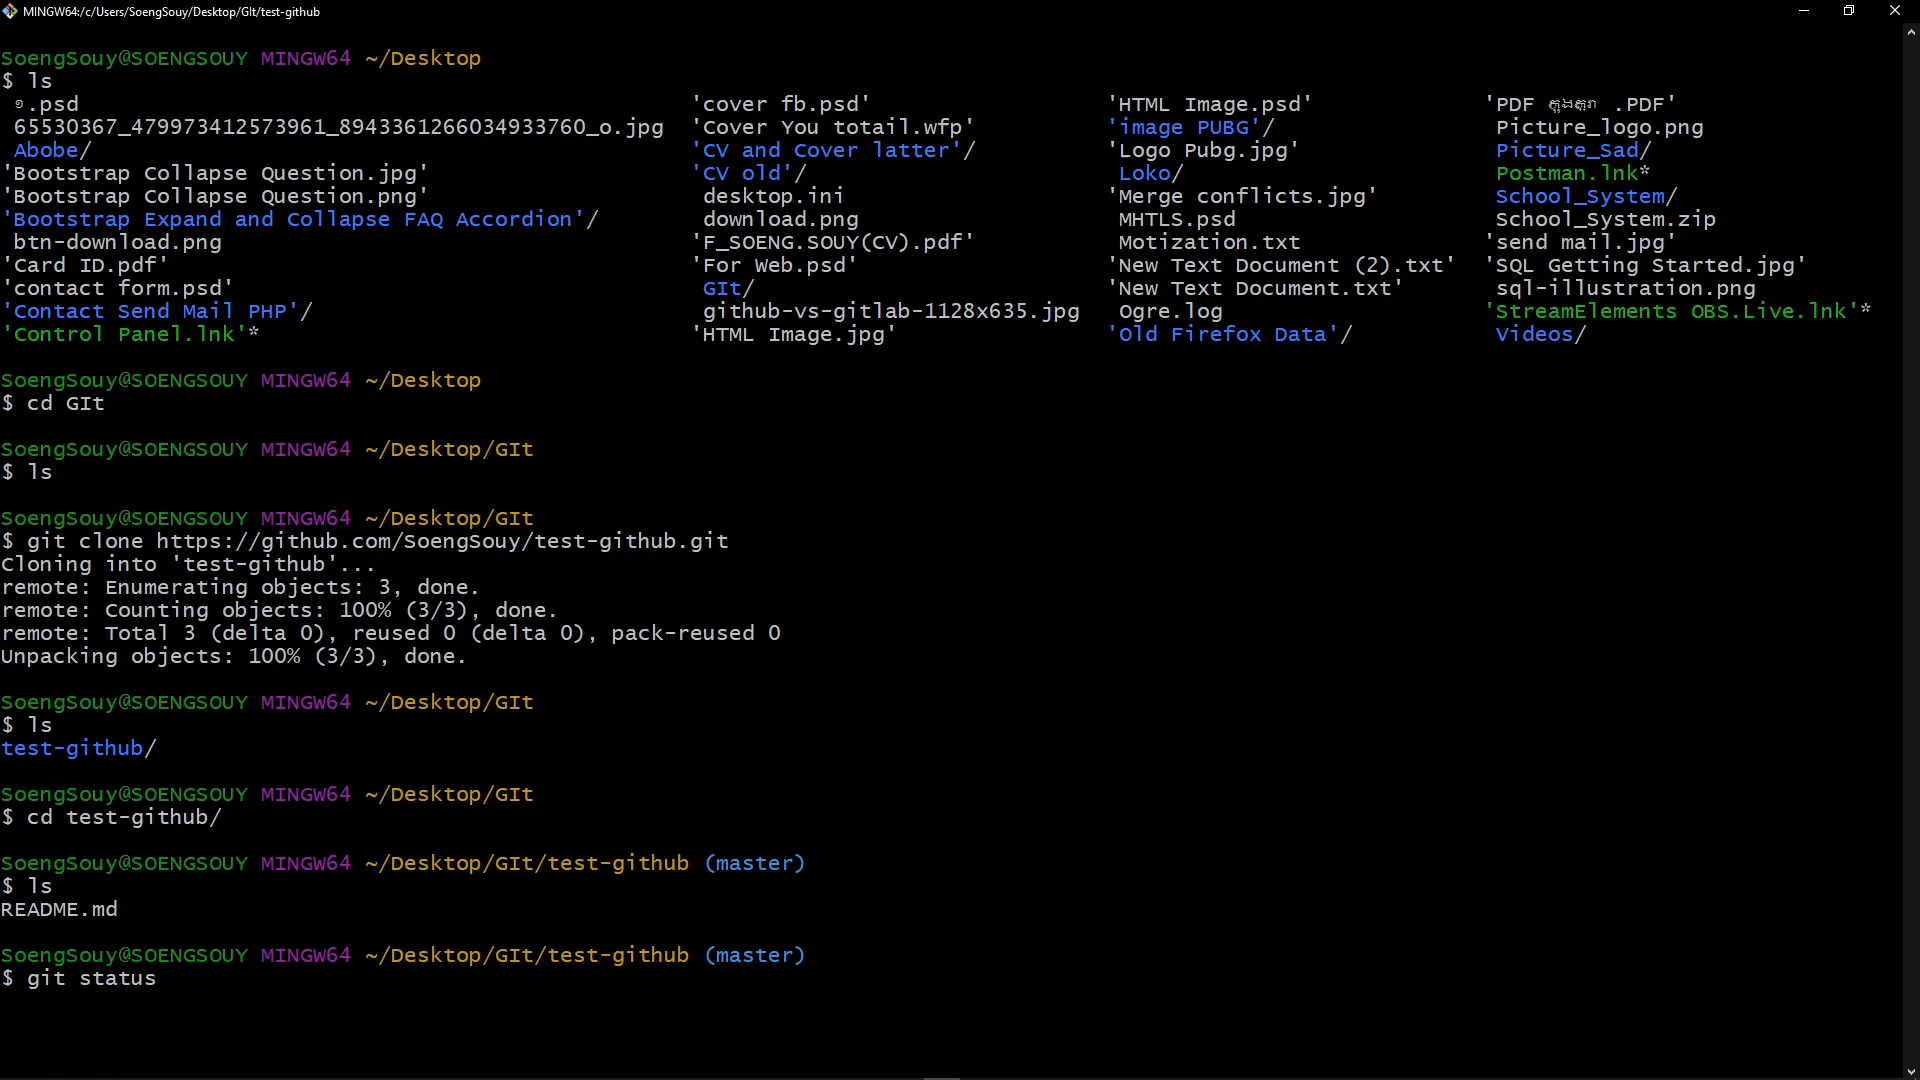 MINGW64:/c/Users/SoengSouy/Desktop/GIt/test-github
SoengSouy@SOENGSOUY MINGW64 ~/Desktop
$ ls
១.psd 'cover fb.psd' 'HTML Image.psd' 'PDF .PDF'
65530367_479973412573961_8943361266034933760_o.jpg 'Cover You totail.wfp' 'image PUBG'/ Picture_logo.png
Abobe/ 'CV and Cover latter'/ 'Logo Pubg.jpg' Picture_Sad/
'Bootstrap Collapse Question.jpg' 'CV old'/ Loko/ Postman.lnk*
'Bootstrap Collapse Question.png' desktop.ini 'Merge conflicts.jpg' School_System/
'Bootstrap Expand and Collapse FAQ Accordion'/ download.png MHTLS.psd School_System.zip
btn-download.png 'F_SOENG.SOUY(CV).pdf' Motization.txt 'send mail.jpg'
'Card ID.pdf' 'For Web.psd' 'New Text Document (2).txt' 'SQL Getting Started.jpg'
'contact form.psd' GIt/ 'New Text Document.txt' sql-illustration.png
'Contact Send Mail PHP'/ github-vs-gitlab-1128x635.jpg Ogre.log 'StreamElements OBS.Live.lnk'*
'Control Panel.lnk'* 'HTML Image.jpg' 'Old Firefox Data'/ Videos/
SoengSouy@SOENGSOUY MINGW64 ~/Desktop
$ cd GIt
SoengSouy@SOENGSOUY MINGW64 ~/Desktop/GIt
$ ls
SoengSouy@SOENGSOUY MINGW64 ~/Desktop/GIt
$ git clone https://github.com/SoengSouy/test-github.git
Cloning into 'test-github'...
remote: Enumerating objects: 3, done.
remote: Counting objects: 100% (3/3), done.
remote: Total 3 (delta 0), reused 0 (delta 0), pack-reused 0
Unpacking objects: 100% (3/3), done.
SoengSouy@SOENGSOUY MINGW64 ~/Desktop/GIt
$ ls
test-github/
SoengSouy@SOENGSOUY MINGW64 ~/Desktop/GIt
$ cd test-github/
SoengSouy@SOENGSOUY MINGW64 ~/Desktop/GIt/test-github (master)
$ ls
README.md
SoengSouy@SOENGSOUY MINGW64 ~/Desktop/GIt/test-github (master)
$ git status